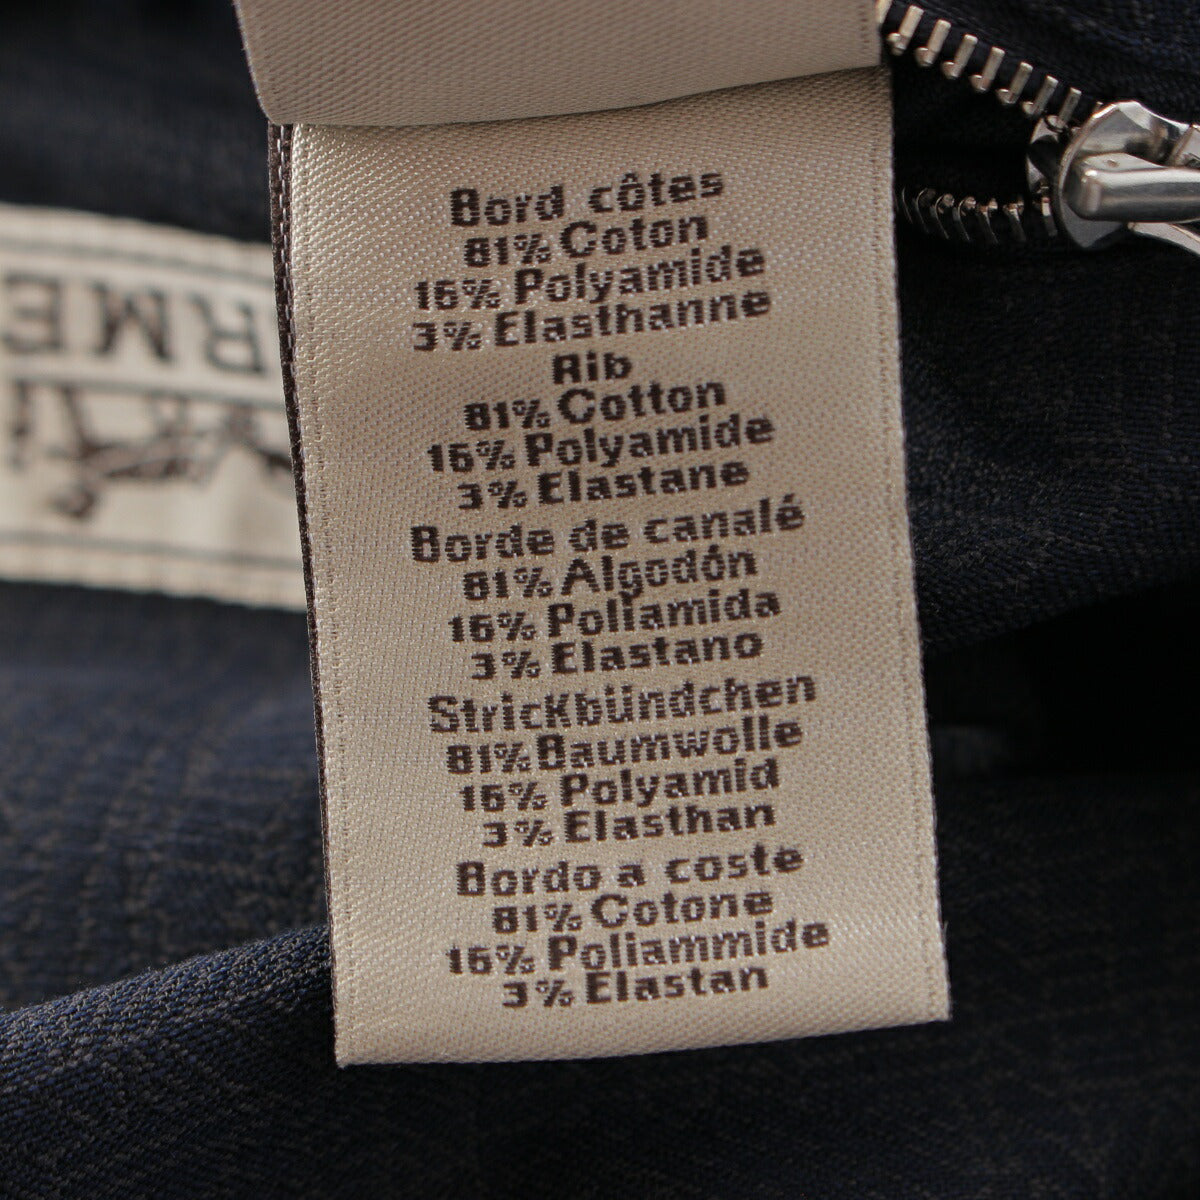 Bord côtes
81% Coton
16% Polyamide
3% Elasthanne
Rib
81% Cotton
16% Polyamide
3% Elastane
Borde de canalé
81% Algodón
16% Poliamida
3% Elastano
Strickbündchen
81% Baumwolle
16% Polyamid
3% Elasthan
Bordo a coste
81% Cotone
16% Poliammide
3% Elastan
RME